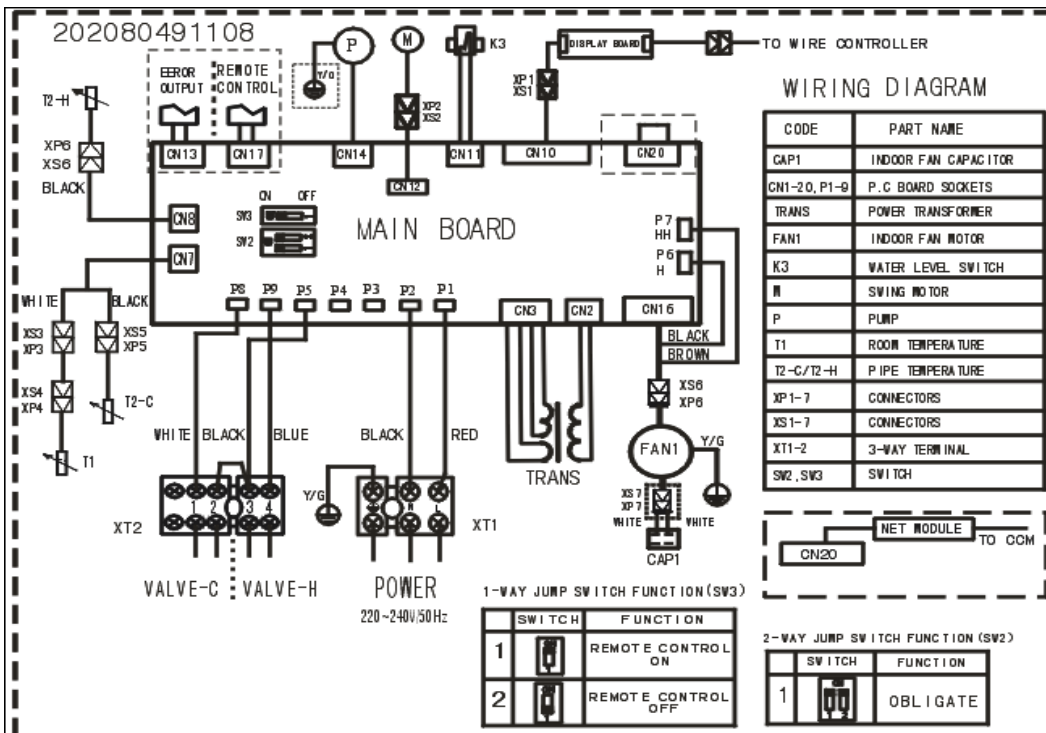 202080491108
EEROR
OUTPUT
REMOTE
CONTROL
Y/G
P
M
K3
DISPLAY BOARD
TO WIRE CONTROLLER
XP1
XS1
XP2
XS2
T2-H
XP6
XS6
BLACK
CN13
CN17
CN14
CN12
CN11
CN10
CN20
CN8
CN7
ON OFF
SW3
SW2
MAIN BOARD
P7
HH
P6
H
P8 P9 P5 P4 P3 P2 P1
CN3
CN2
CN16
WHITE
BLACK
XS3
XP3
XS5
XP5
XS4
XP4
T2-C
T1
BLACK
BROWN
XS6
XP6
WHITE BLACK BLUE
BLACK RED
TRANS
FAN1
Y/G
Y/G
XS7
XP7
WHITE WHITE
CAP1
XT2
1 2 3 4
N L
XT1
VALVE-C VALVE-H
POWER
220~240V/50Hz
WIRING DIAGRAM
CODE PART NAME
CAP1 INDOOR FAN CAPACITOR
CN1-20,P1-9 P.C BOARD SOCKETS
TRANS POWER TRANSFORMER
FAN1 INDOOR FAN MOTOR
K3 WATER LEVEL SWITCH
M SWING MOTOR
P PUMP
T1 ROOM TEMPERATURE
T2-C/T2-H PIPE TEMPERATURE
XP1-7 CONNECTORS
XS1-7 CONNECTORS
XT1-2 3-WAY TERMINAL
SW2,SW3 SWITCH
NET MODULE
CN20
TO CCM
1-WAY JUMP SWITCH FUNCTION(SW3)
SWITCH FUNCTION
1 REMOTE CONTROL
ON
2 REMOTE CONTROL
OFF
2-WAY JUMP SWITCH FUNCTION(SW2)
SWITCH FUNCTION
1 OBLIGATE